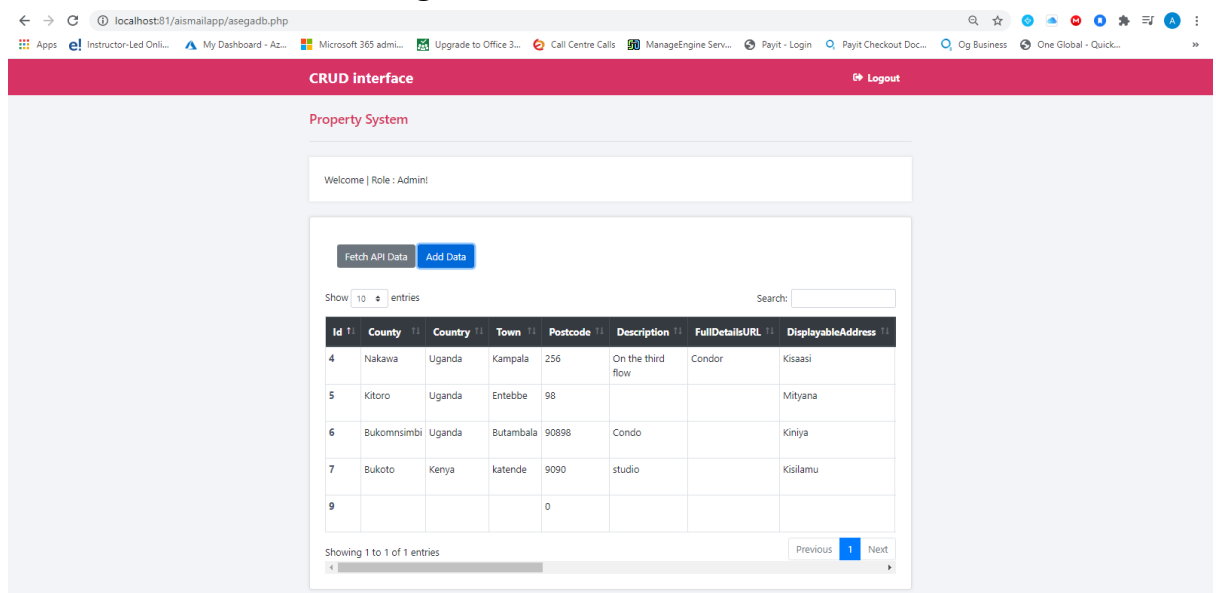 localhost:81/aismailapp/asegadb.php
A
Apps e! Instructor-Led Onli... My Dashboard - Az... Microsoft 365 admi... Upgrade to Office 3... Call Centre Calls ManageEngine Serv... Payit - Login Payit Checkout Doc... Og Business One Global - Quick... »
CRUD interface Logout
Property System
Welcome | Role : Admin!
Fetch API Data Add Data
Show 10 entries Search:
Id County Country Town Postcode Description FullDetailsURL DisplayableAddress
4 Nakawa Uganda Kampala 256 On the third Condor Kisaasi
flow
5 Kitoro Uganda Entebbe 98 Mityana
6 Bukomnsimbi Uganda Butambala 90898 Condo Kiniya
7 Bukoto Kenya katende 9090 studio Kisilamu
9 0
Showing 1 to 1 of 1 entries Previous 1 Next